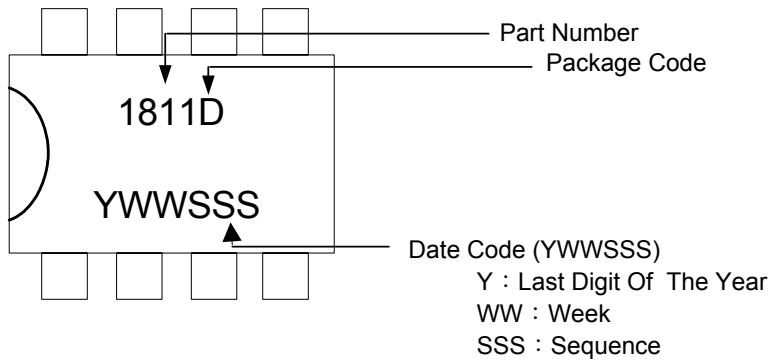 Part Number
Package Code
1811D
YWWSSS
Date Code (YWWSSS)
Y：Last Digit Of The Year
WW：Week
SSS：Sequence